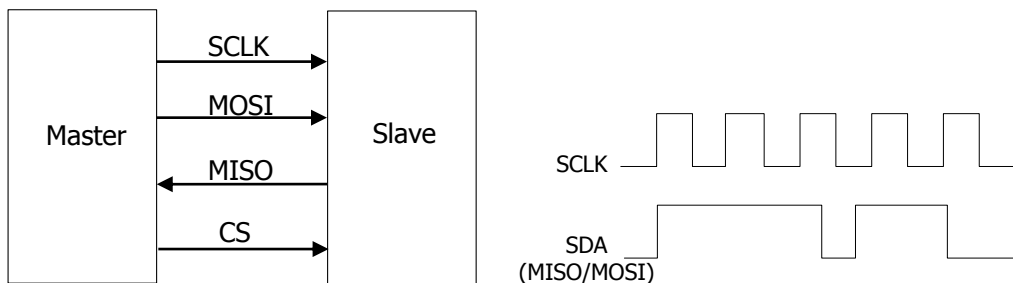 Master
SCLK
MOSI
MISO
CS
Slave
SCLK
SDA
(MISO/MOSI)